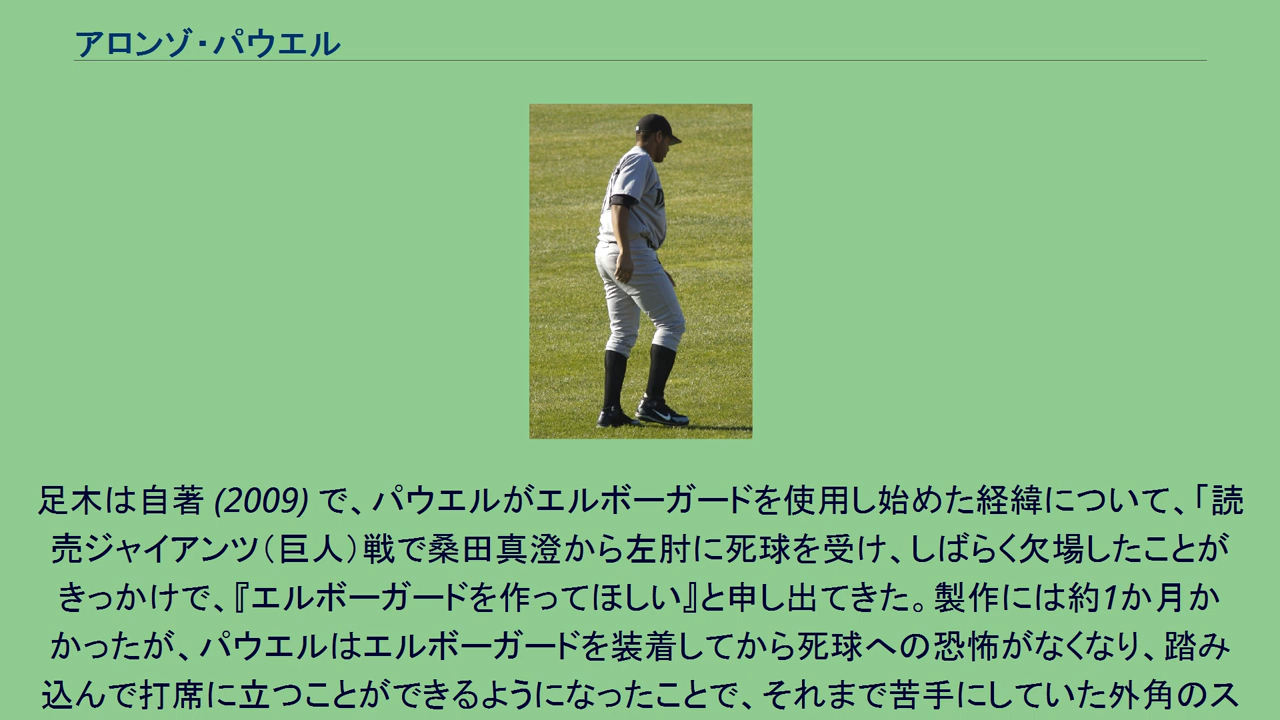 アロンゾ・パウエル
足木は自著 (2009) で、パウエルがエルボーガードを使用し始めた経緯について、「読
売ジャイアンツ（巨人）戦で桑田真澄から左肘に死球を受け、しばらく欠場したことが
きっかけで、『エルボーガードを作ってほしい』と申し出てきた。製作には約1か月か
かったが、パウエルはエルボーガードを装着してから死球への恐怖がなくなり、踏み
込んで打席に立つことができるようになったことで、それまで苦手にしていた外角のス